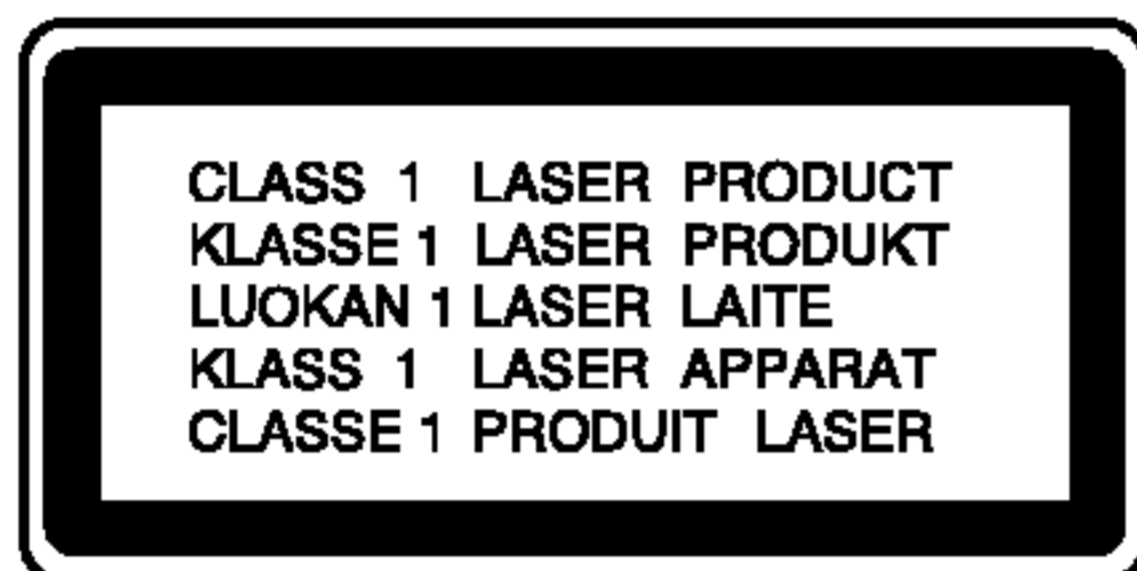 CLASS 1 LASER PRODUCT
KLASSE 1 LASER PRODUKT
LUOKAN 1 LASER LAITE
KLASS 1 LASER APPARAT
CLASSE 1 PRODUIT LASER